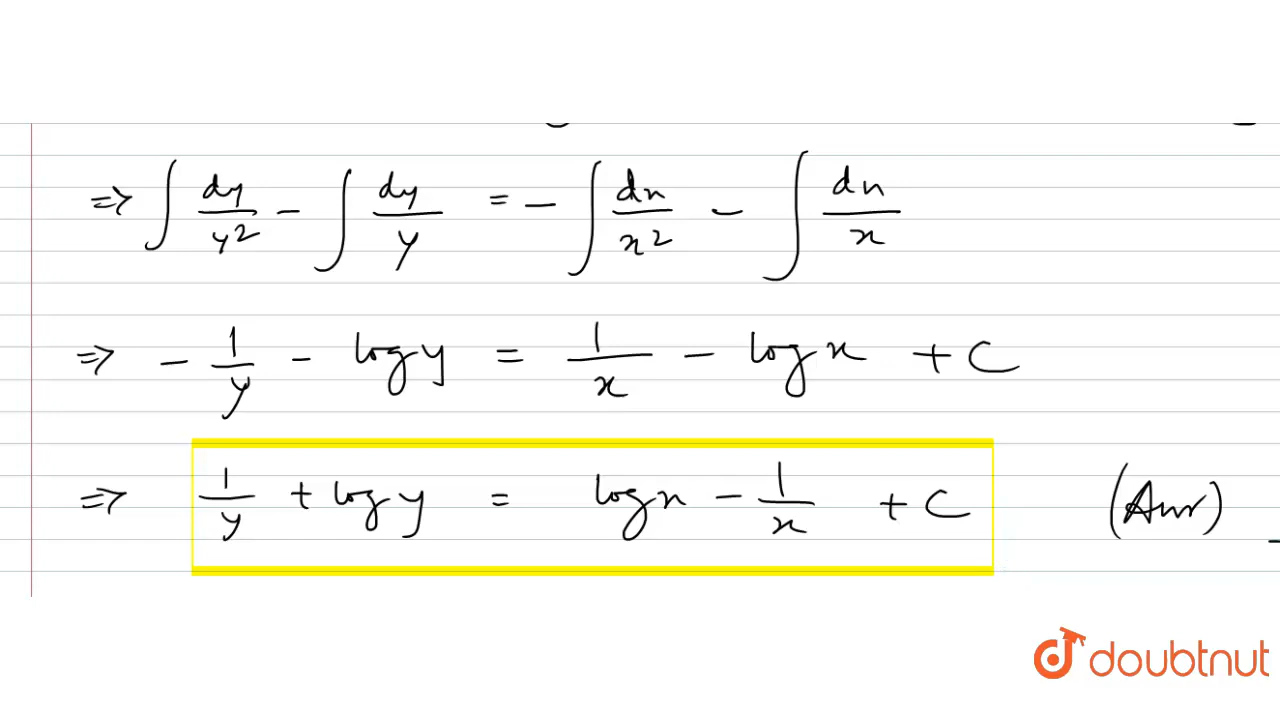 => ∫ dy/y² - ∫ dy/y = - ∫ dx/x² - ∫ dx/x
=> - 1/y - log y = 1/x - log x + C
=> 1/y + log y = log x - 1/x + C (Ans)
doubtnut